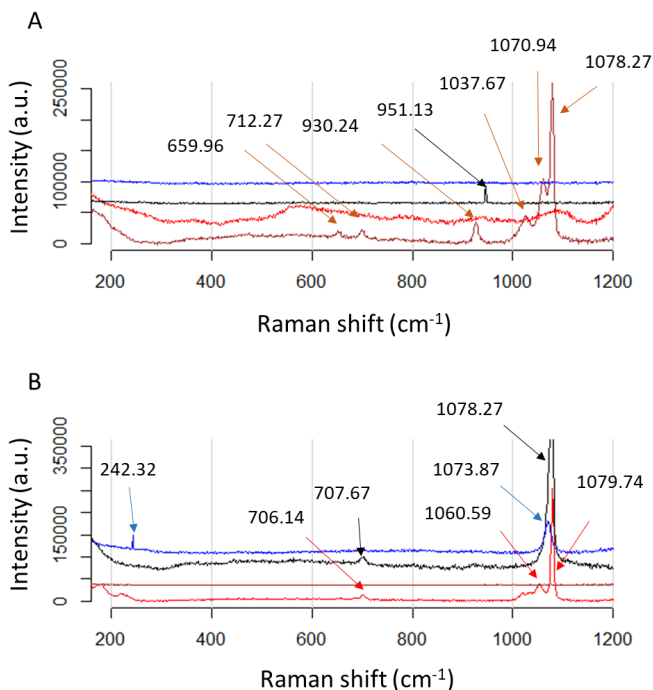 A
1070.94
1078.27
1037.67
951.13
930.24
712.27
659.96
Intensity (a.u.)
250000
100000
0
200 400 600 800 1000 1200
Raman shift (cm-1)
B
1078.27
350000
242.32
1073.87
1079.74
707.67
1060.59
706.14
Intensity (a.u.)
150000
0
200 400 600 800 1000 1200
Raman shift (cm-1)